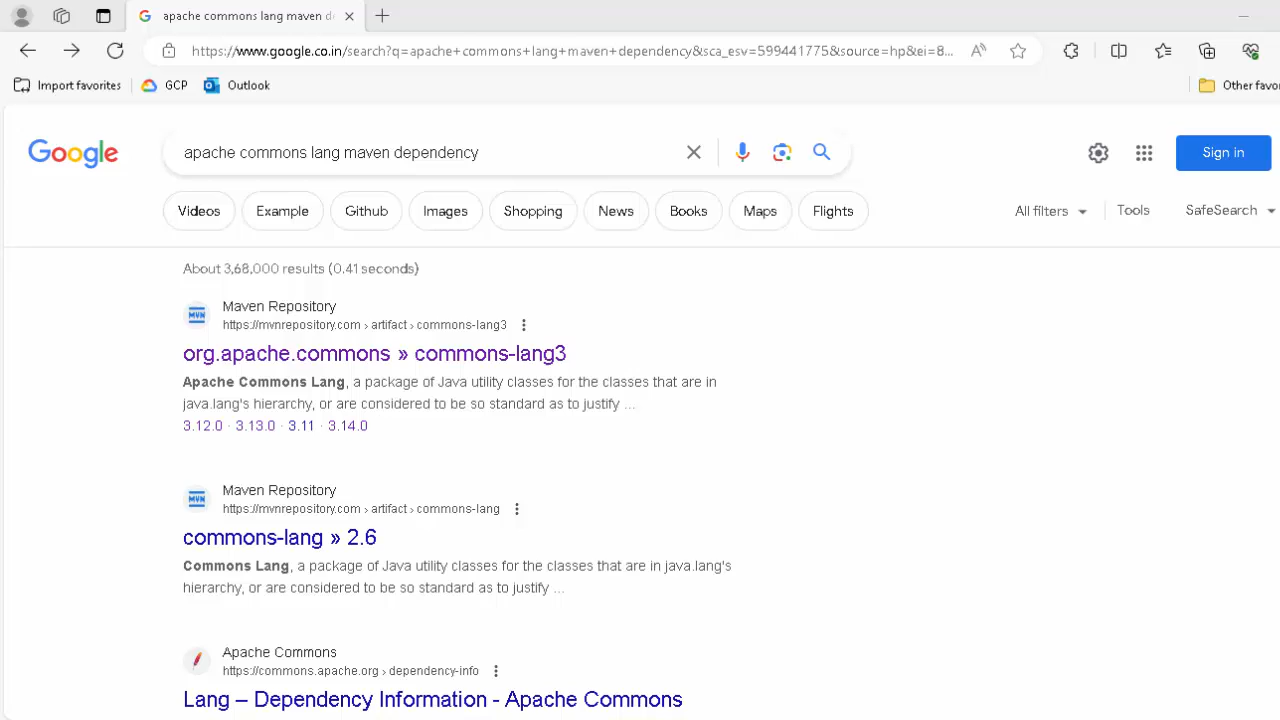 apache commons lang maven d
https://www.google.co.in/search?q=apache+commons+lang+maven+dependency&sca_esv=599441775&source=hp&ei=8...
Import favorites GCP Outlook Other favo
Google apache commons lang maven dependency Sign in
Videos Example Github Images Shopping News Books Maps Flights All filters Tools SafeSearch
About 3,68,000 results (0.41 seconds)
Maven Repository
https://mvnrepository.com › artifact › commons-lang3
org.apache.commons » commons-lang3
Apache Commons Lang, a package of Java utility classes for the classes that are in
java.lang's hierarchy, or are considered to be so standard as to justify ...
3.12.0 · 3.13.0 · 3.11 · 3.14.0
Maven Repository
https://mvnrepository.com › artifact › commons-lang
commons-lang » 2.6
Commons Lang, a package of Java utility classes for the classes that are in java.lang's
hierarchy, or are considered to be so standard as to justify ...
Apache Commons
https://commons.apache.org › dependency-info
Lang – Dependency Information - Apache Commons